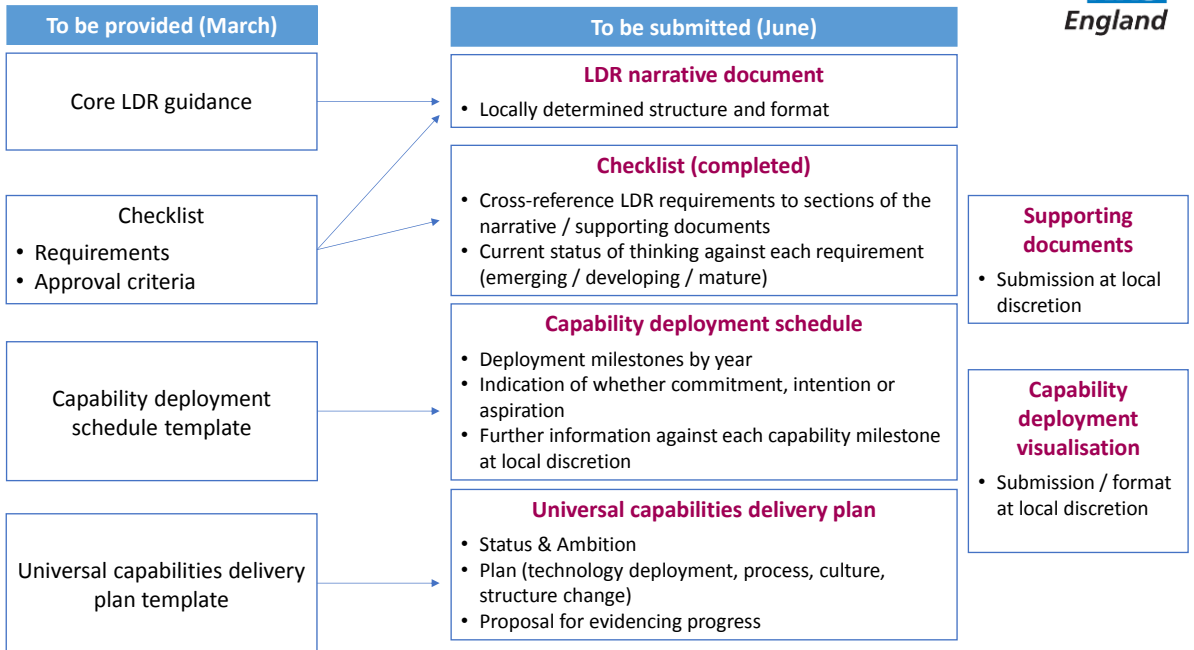 To be provided (March)
To be submitted (June)
England
Core LDR guidance
LDR narrative document
• Locally determined structure and format
Checklist
• Requirements
• Approval criteria
Checklist (completed)
• Cross-reference LDR requirements to sections of the
narrative / supporting documents
• Current status of thinking against each requirement
(emerging / developing / mature)
Supporting
documents
• Submission at local
discretion
Capability deployment
schedule template
Capability deployment schedule
• Deployment milestones by year
• Indication of whether commitment, intention or
aspiration
• Further information against each capability milestone
at local discretion
Capability
deployment
visualisation
• Submission / format
at local discretion
Universal capabilities delivery
plan template
Universal capabilities delivery plan
• Status & Ambition
• Plan (technology deployment, process, culture,
structure change)
• Proposal for evidencing progress